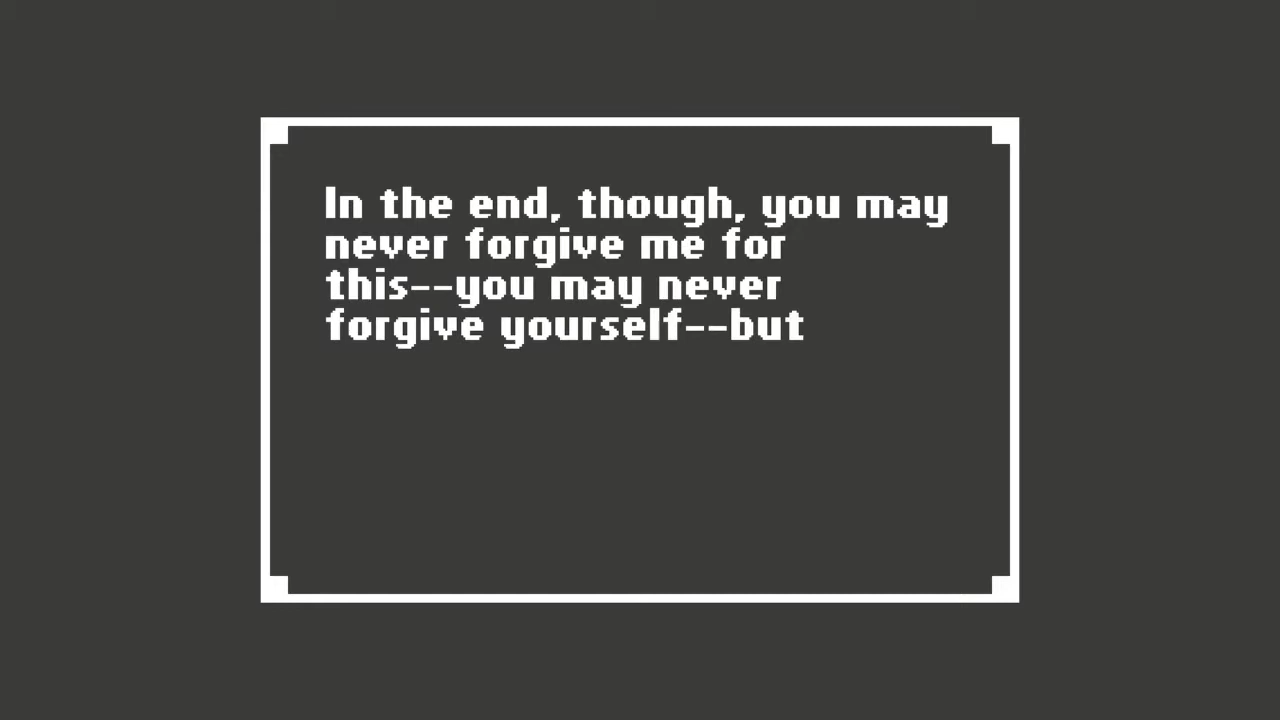 In the end, though, you may
never forgive me for
this--you may never
forgive yourself--but